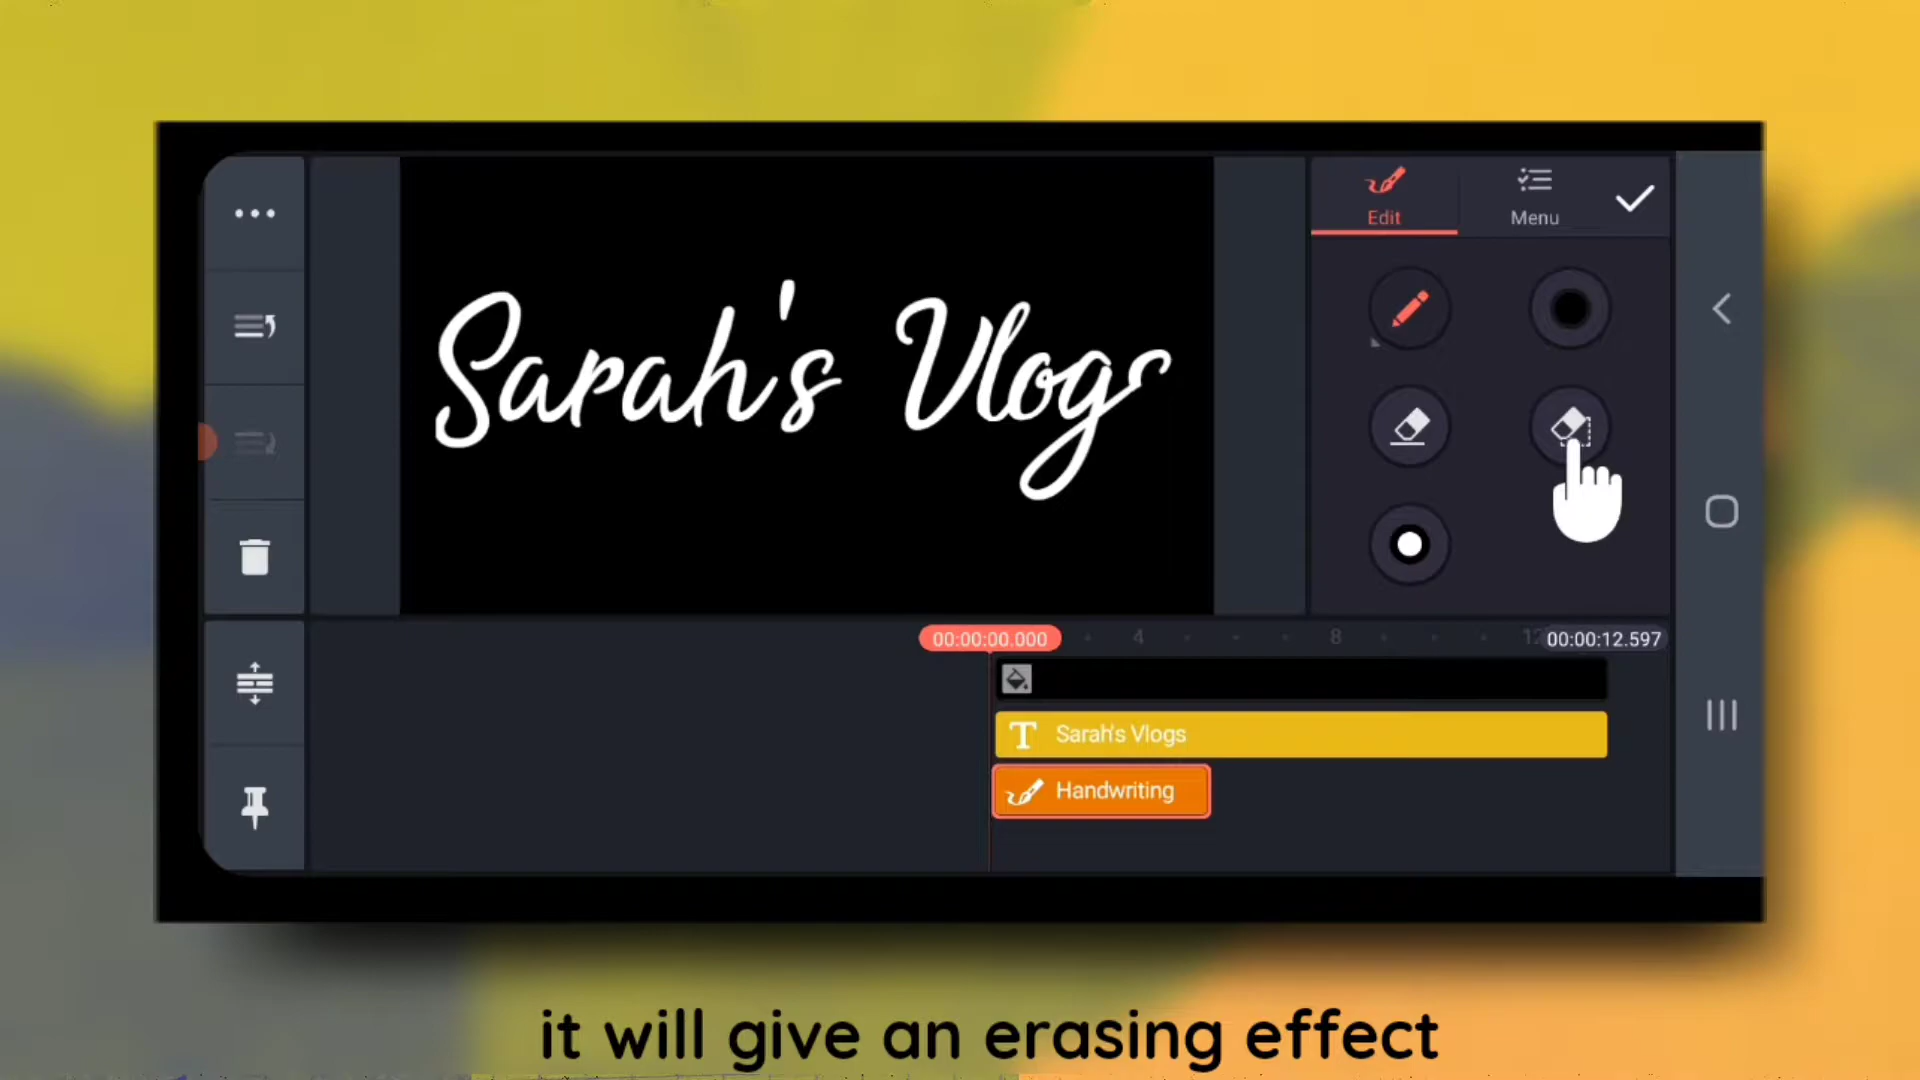 Edit
Menu
Sarah's Vlogs
00:00:00.000
4
8
12
00:00:12.597
Sarah's Vlogs
Handwriting
it will give an erasing effect